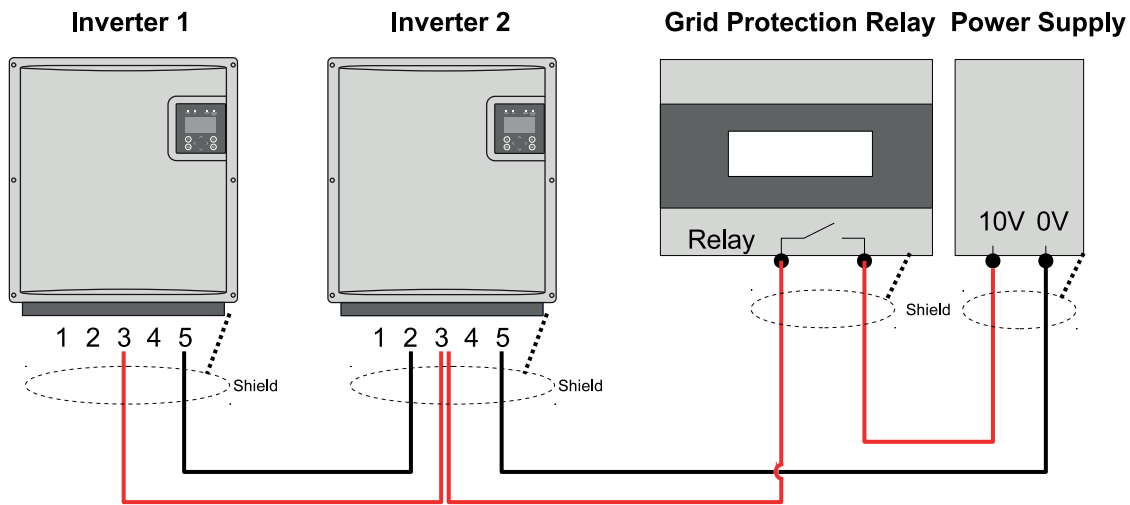 Inverter 1
Inverter 2
Grid Protection Relay
Power Supply
10V 0V
Relay
Shield
1 2 3 4 5
1 2 3 4 5
Shield
Shield